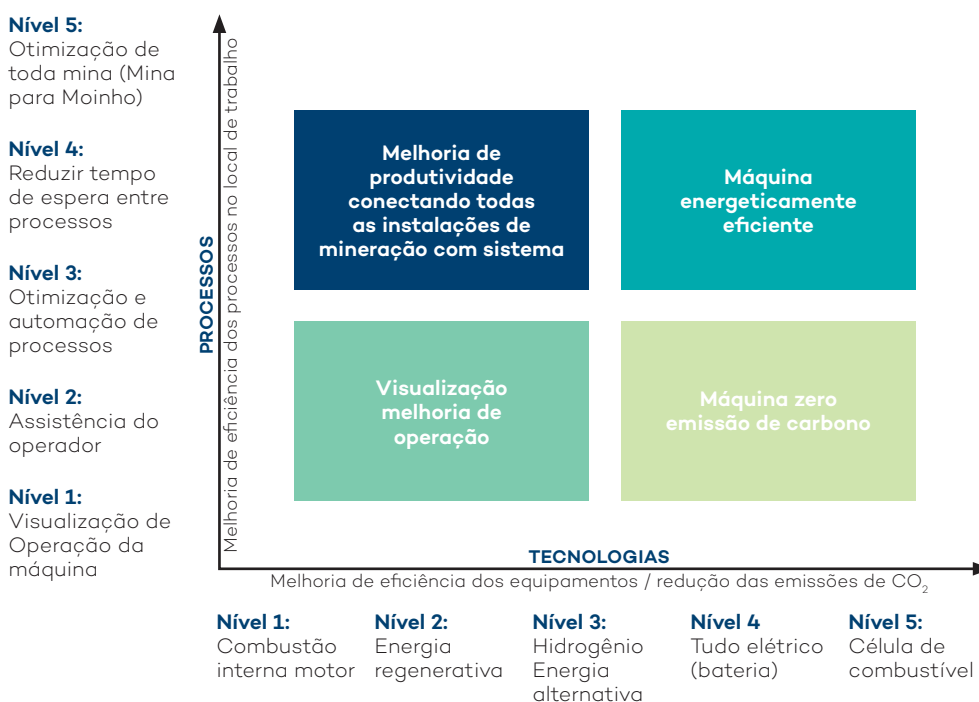 Nível 5:
Otimização de
toda mina (Mina
para Moinho)
Nível 4:
Reduzir tempo
de espera entre
processos
Nível 3:
Otimização e
automação de
processos
Nível 2:
Assistência do
operador
Nível 1:
Visualização de
Operação da
máquina
PROCESSOS
Melhoria de eficiência dos processos no local de trabalho
Melhoria de
produtividade
conectando todas
as instalações de
mineração com sistema
Máquina
energeticamente
eficiente
Visualização
melhoria de
operação
Máquina zero
emissão de carbono
TECNOLOGIAS
Melhoria de eficiência dos equipamentos / redução das emissões de CO₂
Nível 1:
Combustão
interna motor
Nível 2:
Energia
regenerativa
Nível 3:
Hidrogênio
Energia
alternativa
Nível 4
Tudo elétrico
(bateria)
Nível 5:
Célula de
combustível